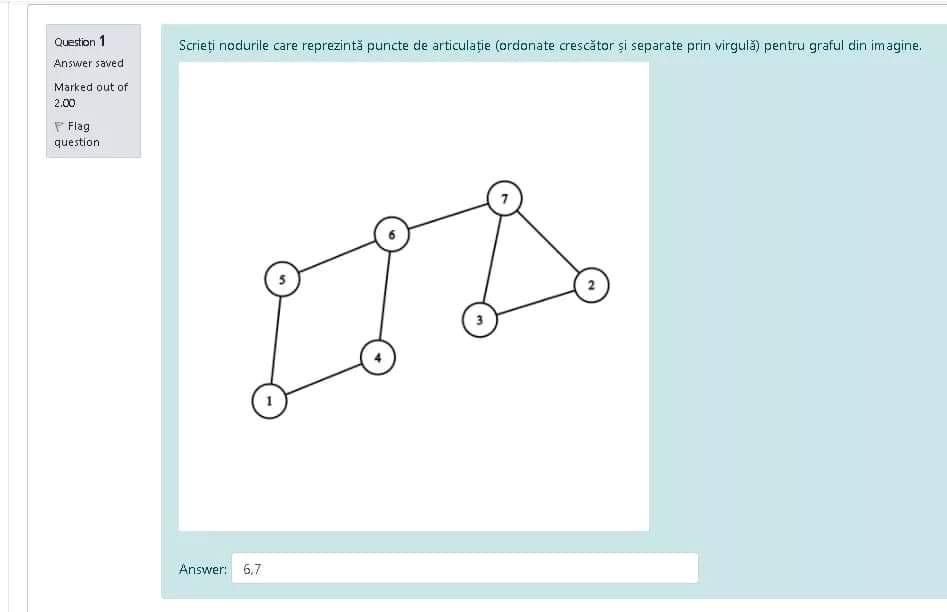 Question 1
Answer saved
Marked out of
2.00
Flag
question
Scrieți nodurile care reprezintă puncte de articulație (ordonate crescător și separate prin virgulă) pentru graful din imagine.
7
6
5
2
3
4
1
Answer: 6,7